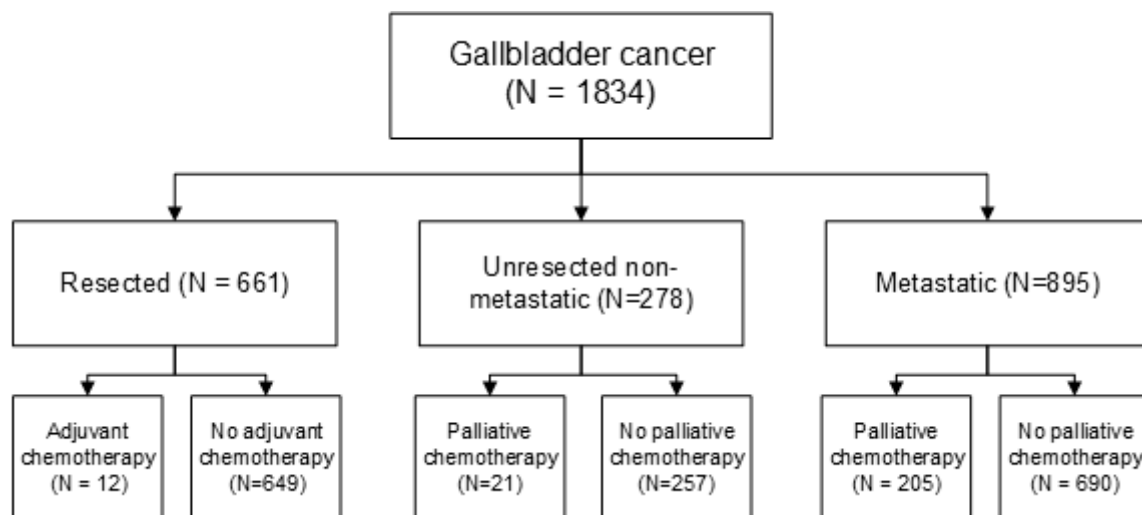 Gallbladder cancer
(N = 1834)
Resected (N = 661)
Unresected non-
metastatic (N=278)
Metastatic (N=895)
Adjuvant
chemotherapy
(N = 12)
No adjuvant
chemotherapy
(N=649)
Palliative
chemotherapy
(N=21)
No palliative
chemotherapy
(N=257)
Palliative
chemotherapy
(N = 205)
No palliative
chemotherapy
(N = 690)